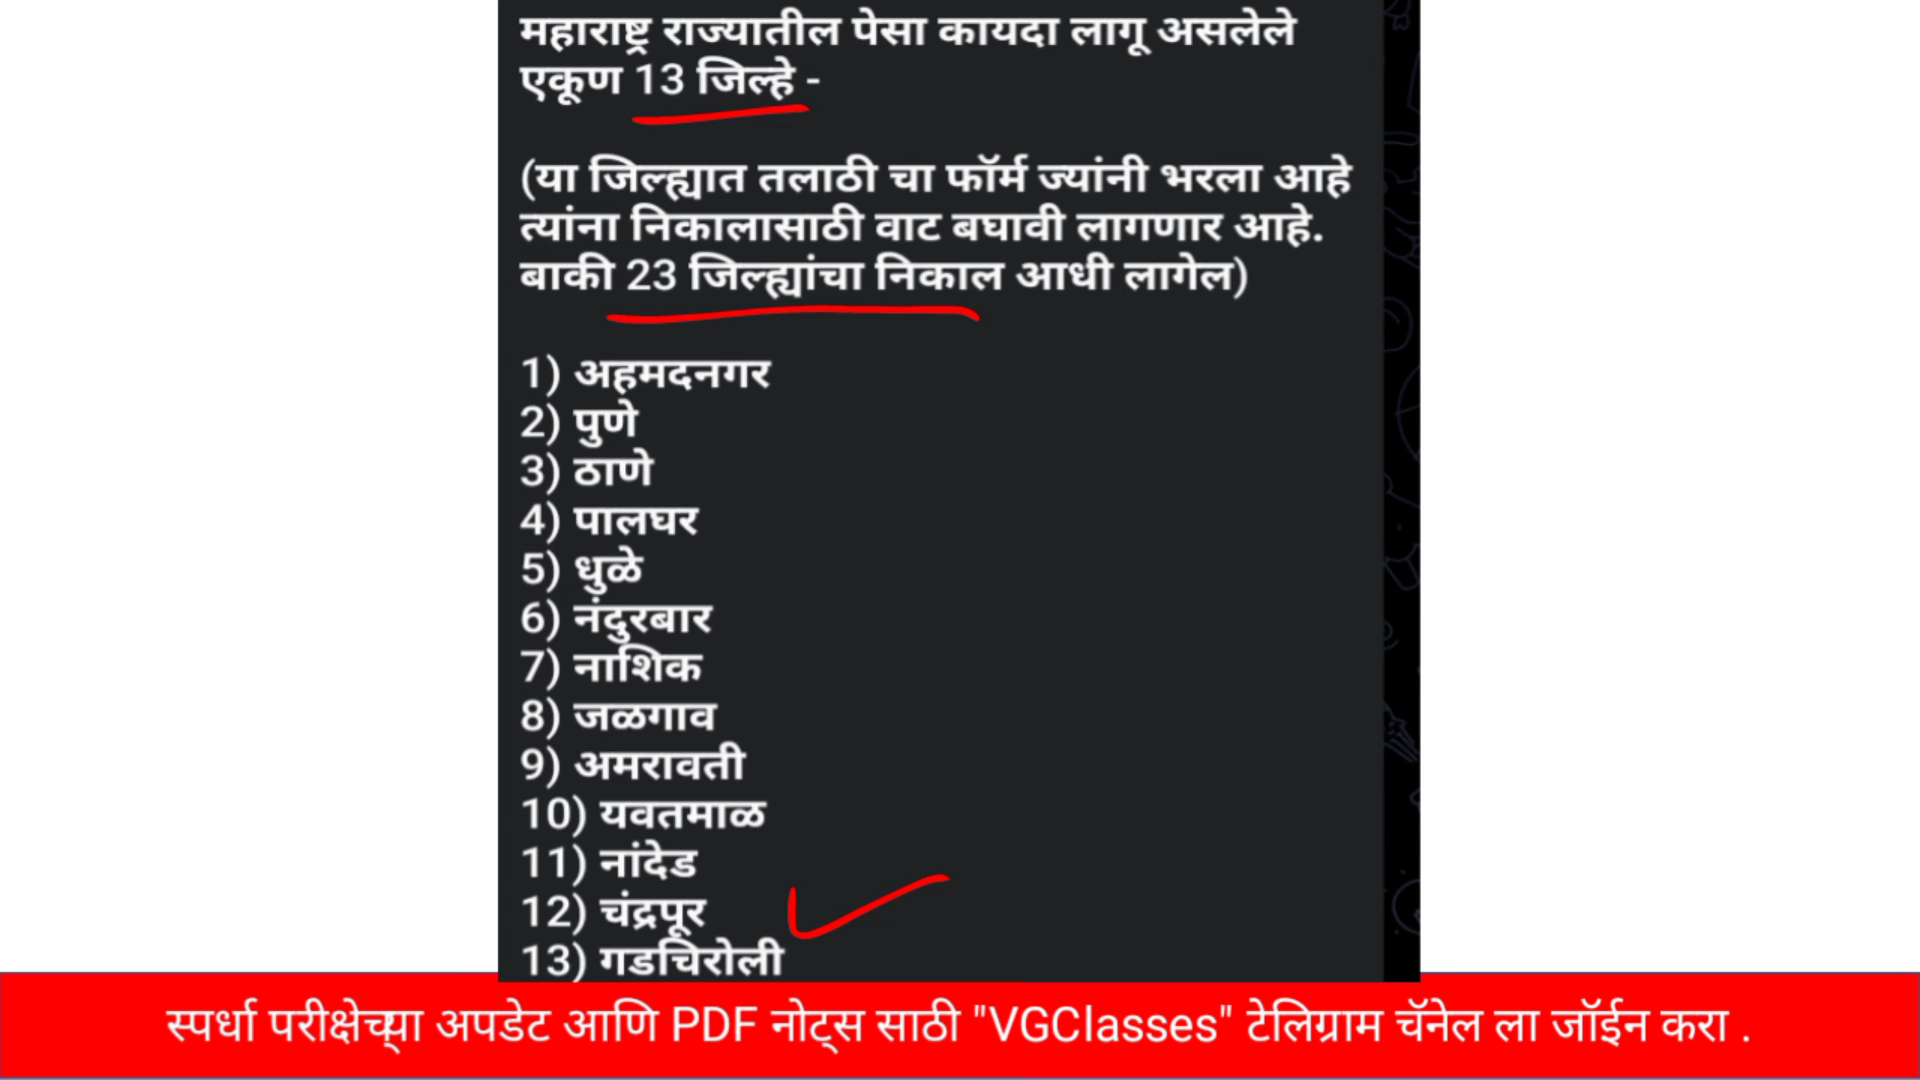 महाराष्ट्र राज्यातील पेसा कायदा लागू असलेले
एकूण 13 जिल्हे -
(या जिल्ह्यात तलाठी चा फॉर्म ज्यांनी भरला आहे
त्यांना निकालासाठी वाट बघावी लागणार आहे.
बाकी 23 जिल्ह्यांचा निकाल आधी लागेल)
1) अहमदनगर
2) पुणे
3) ठाणे
4) पालघर
5) धुळे
6) नंदुरबार
7) नाशिक
8) जळगाव
9) अमरावती
10) यवतमाळ
11) नांदेड
12) चंद्रपूर
13) गडचिरोली
स्पर्धा परीक्षेच्या अपडेट आणि PDF नोट्स साठी "VGClasses" टेलिग्राम चॅनेल ला जॉईन करा .